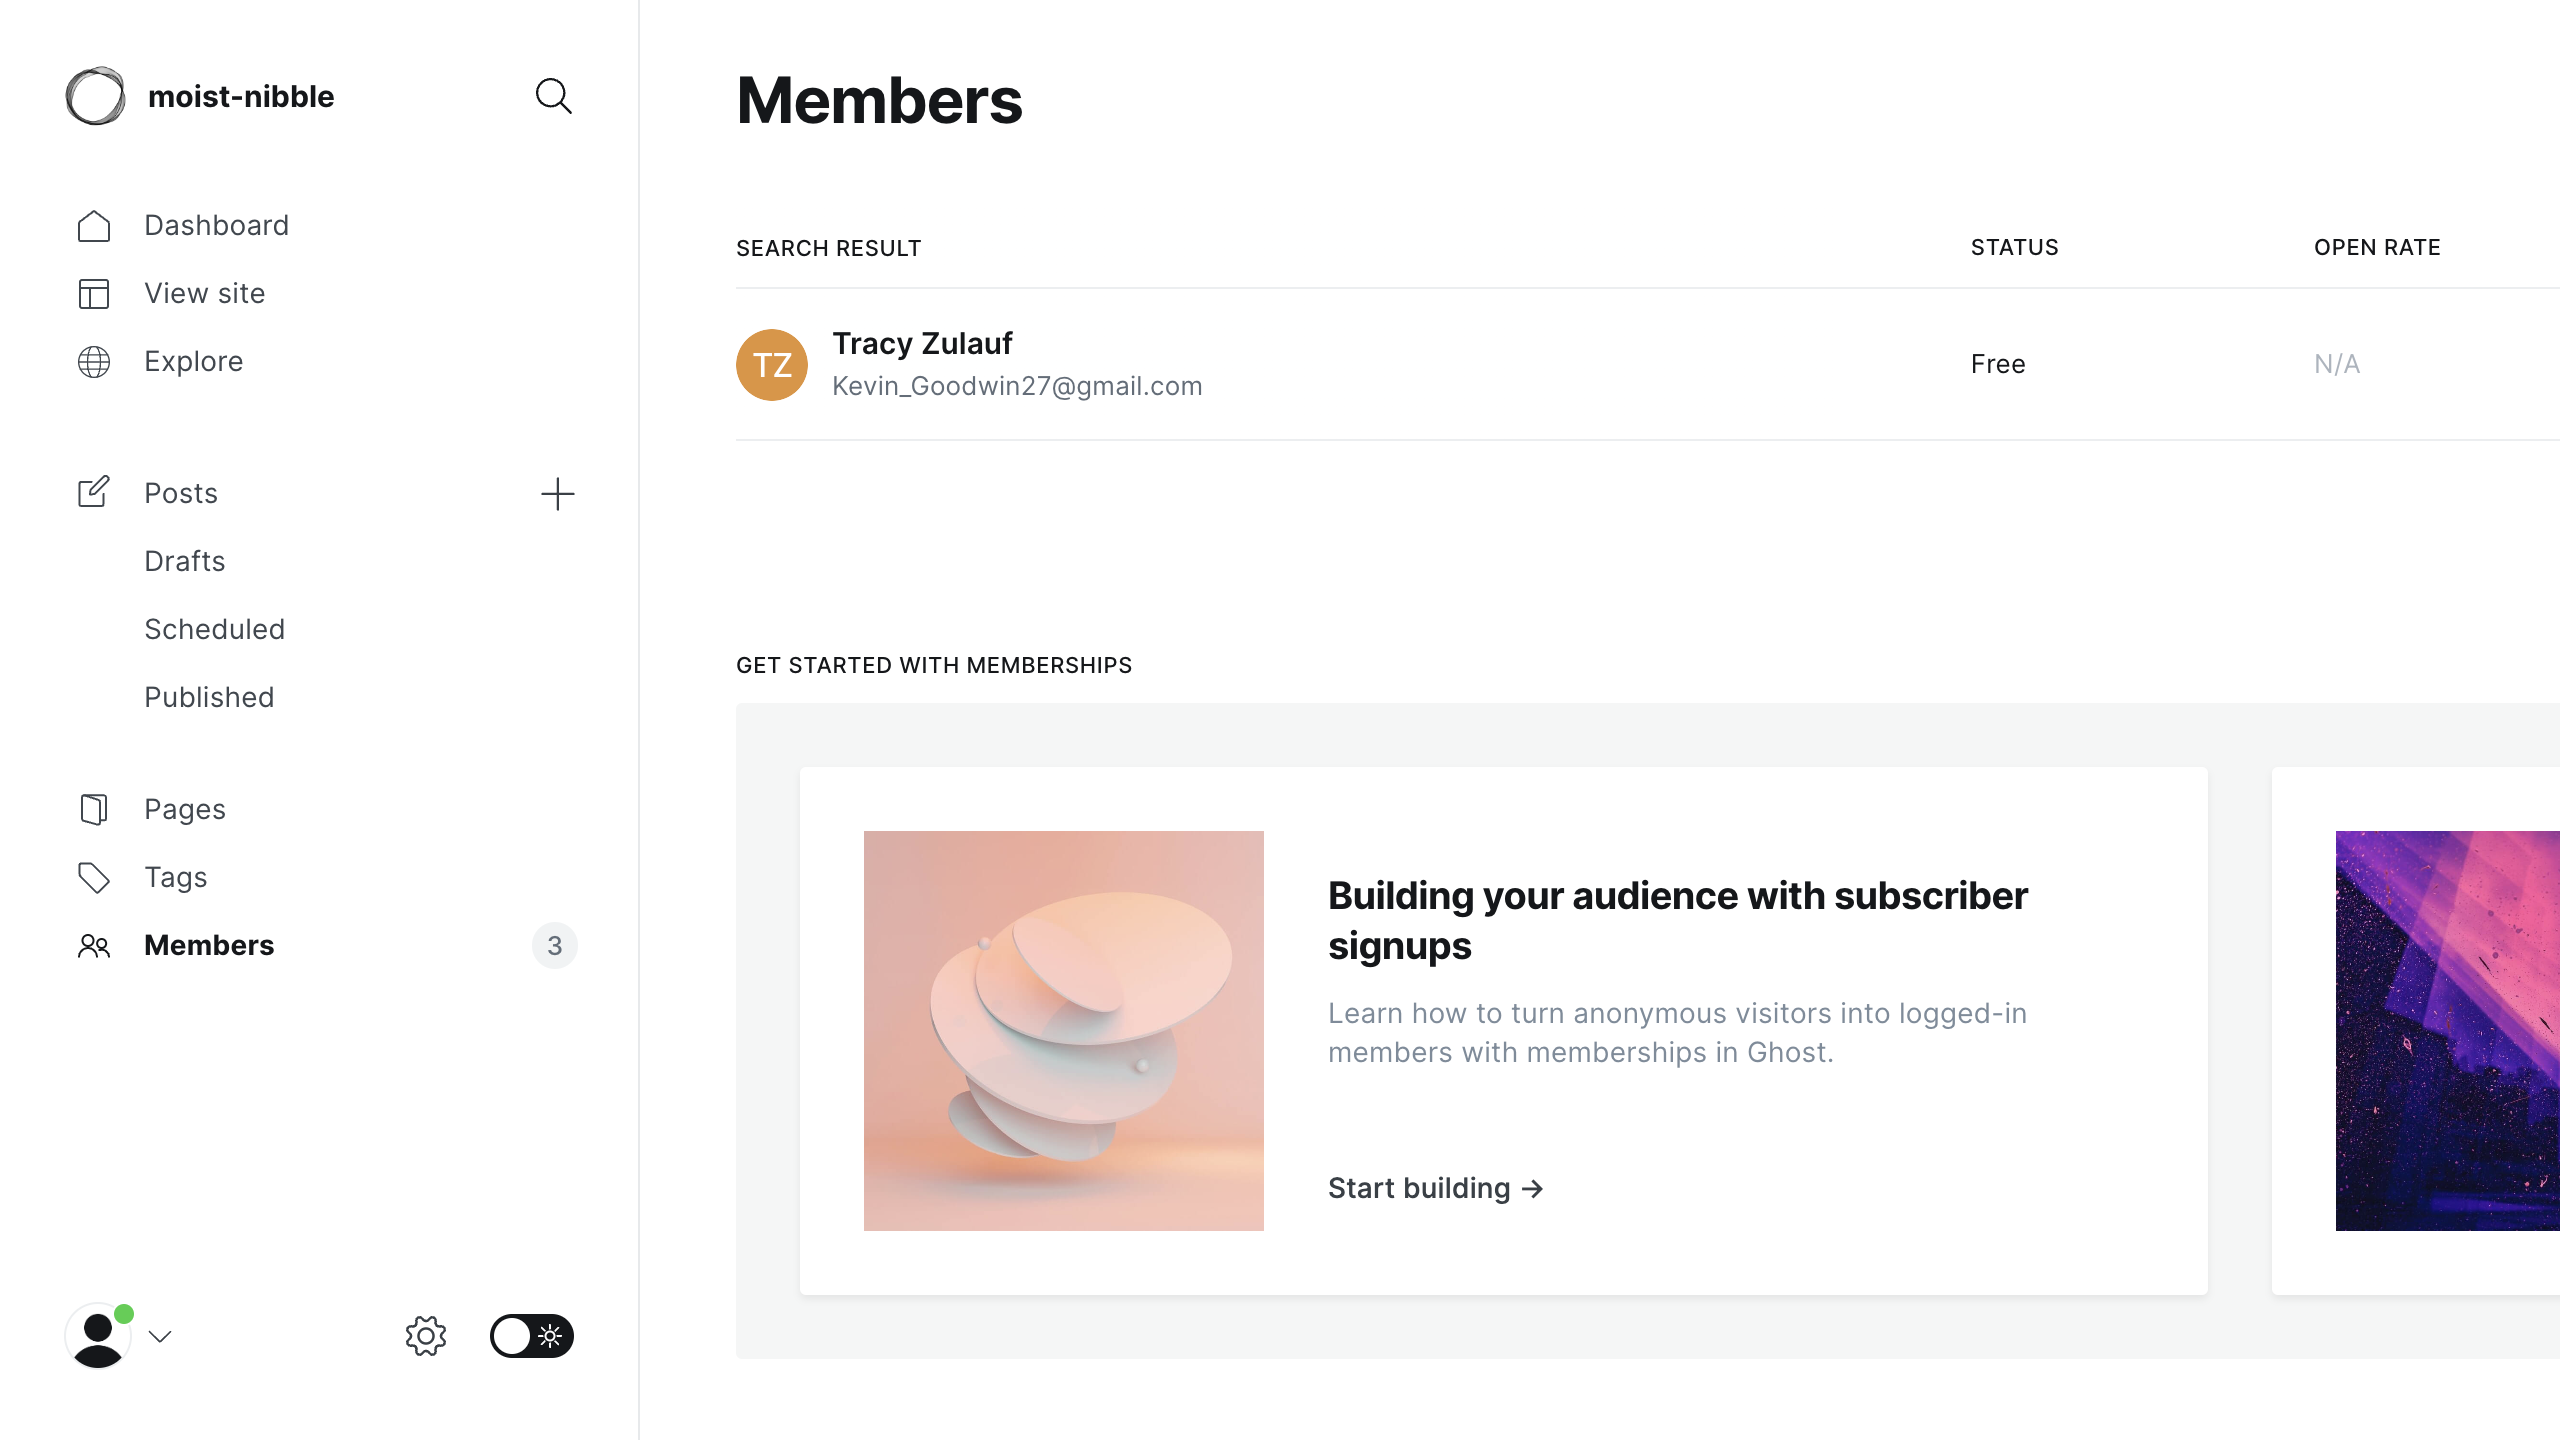 moist-nibble
Dashboard
View site
Explore
Posts
Drafts
Scheduled
Published
Pages
Tags
Members
3
Members
SEARCH RESULT
STATUS
OPEN RATE
TZ
Tracy Zulauf
Kevin_Goodwin27@gmail.com
Free
N/A
GET STARTED WITH MEMBERSHIPS
Building your audience with subscriber
signups
Learn how to turn anonymous visitors into logged-in
members with memberships in Ghost.
Start building →